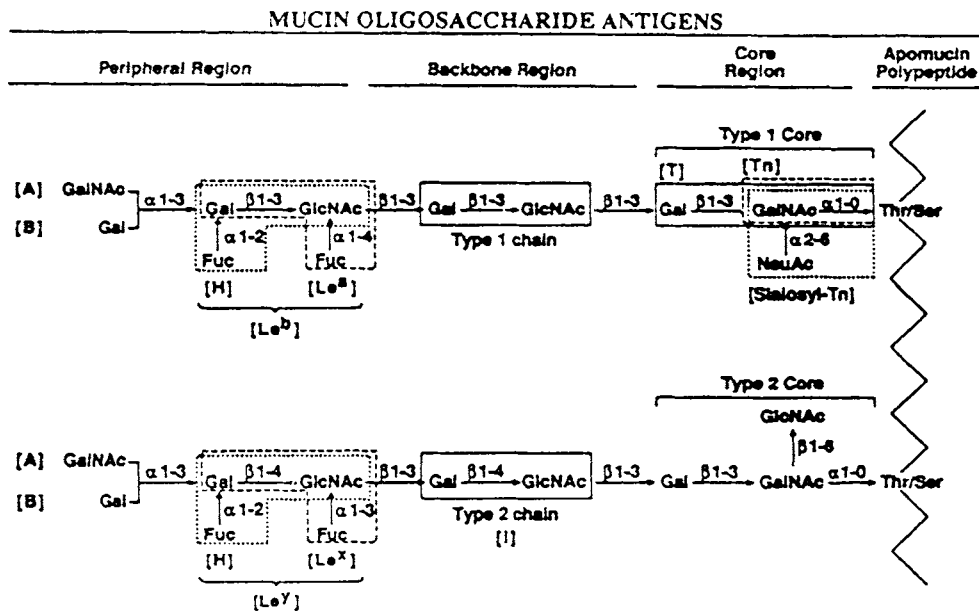 MUCIN OLIGOSACCHARIDE ANTIGENS
Peripheral Region
Backbone Region
Core Region
Apomucin Polypeptide
Type 1 Core
[T]
[Tn]
[A] GalNAc
[B] Gal
α1-3
Gal β1-3 GlcNAc β1-3 Gal β1-3 GlcNAc β1-3 Gal β1-3 GalNAc α1-0 Thr/Ser
α1-2
α1-4
Type 1 chain
α2-6
Fuc
Fuc
NeuAc
[H]
[Leª]
[Sialosyl-Tn]
[Leᵇ]
Type 2 Core
GlcNAc
β1-6
[A] GalNAc
[B] Gal
α1-3
Gal β1-4 GlcNAc β1-3 Gal β1-4 GlcNAc β1-3 Gal β1-3 GalNAc α1-0 Thr/Ser
α1-2
α1-3
Type 2 chain
Fuc
Fuc
[I]
[H]
[Leˣ]
[Leʸ]